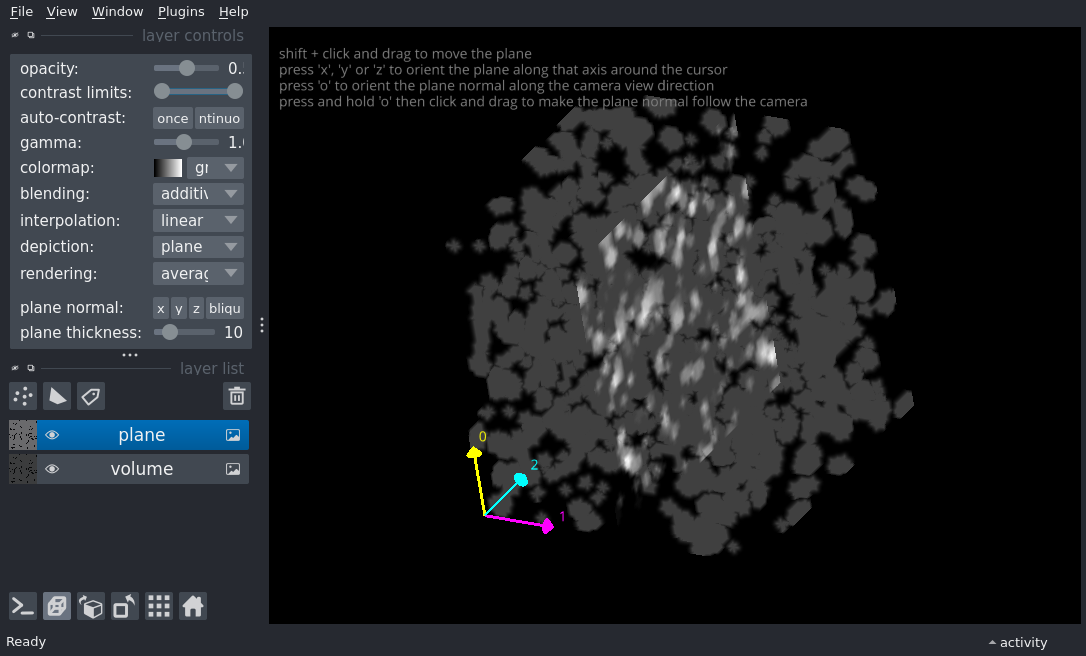 File View Window Plugins Help
layer controls
opacity: 0.
contrast limits:
auto-contrast: once ntinuo
gamma: 1.
colormap: gr
blending: additiv
interpolation: linear
depiction: plane
rendering: averag
plane normal: x y z bliqu
plane thickness: 10
layer list
plane
volume
shift + click and drag to move the plane
press 'x', 'y' or 'z' to orient the plane along that axis around the cursor
press 'o' to orient the plane normal along the camera view direction
press and hold 'o' then click and drag to make the plane normal follow the camera
0
2
1
Ready
activity